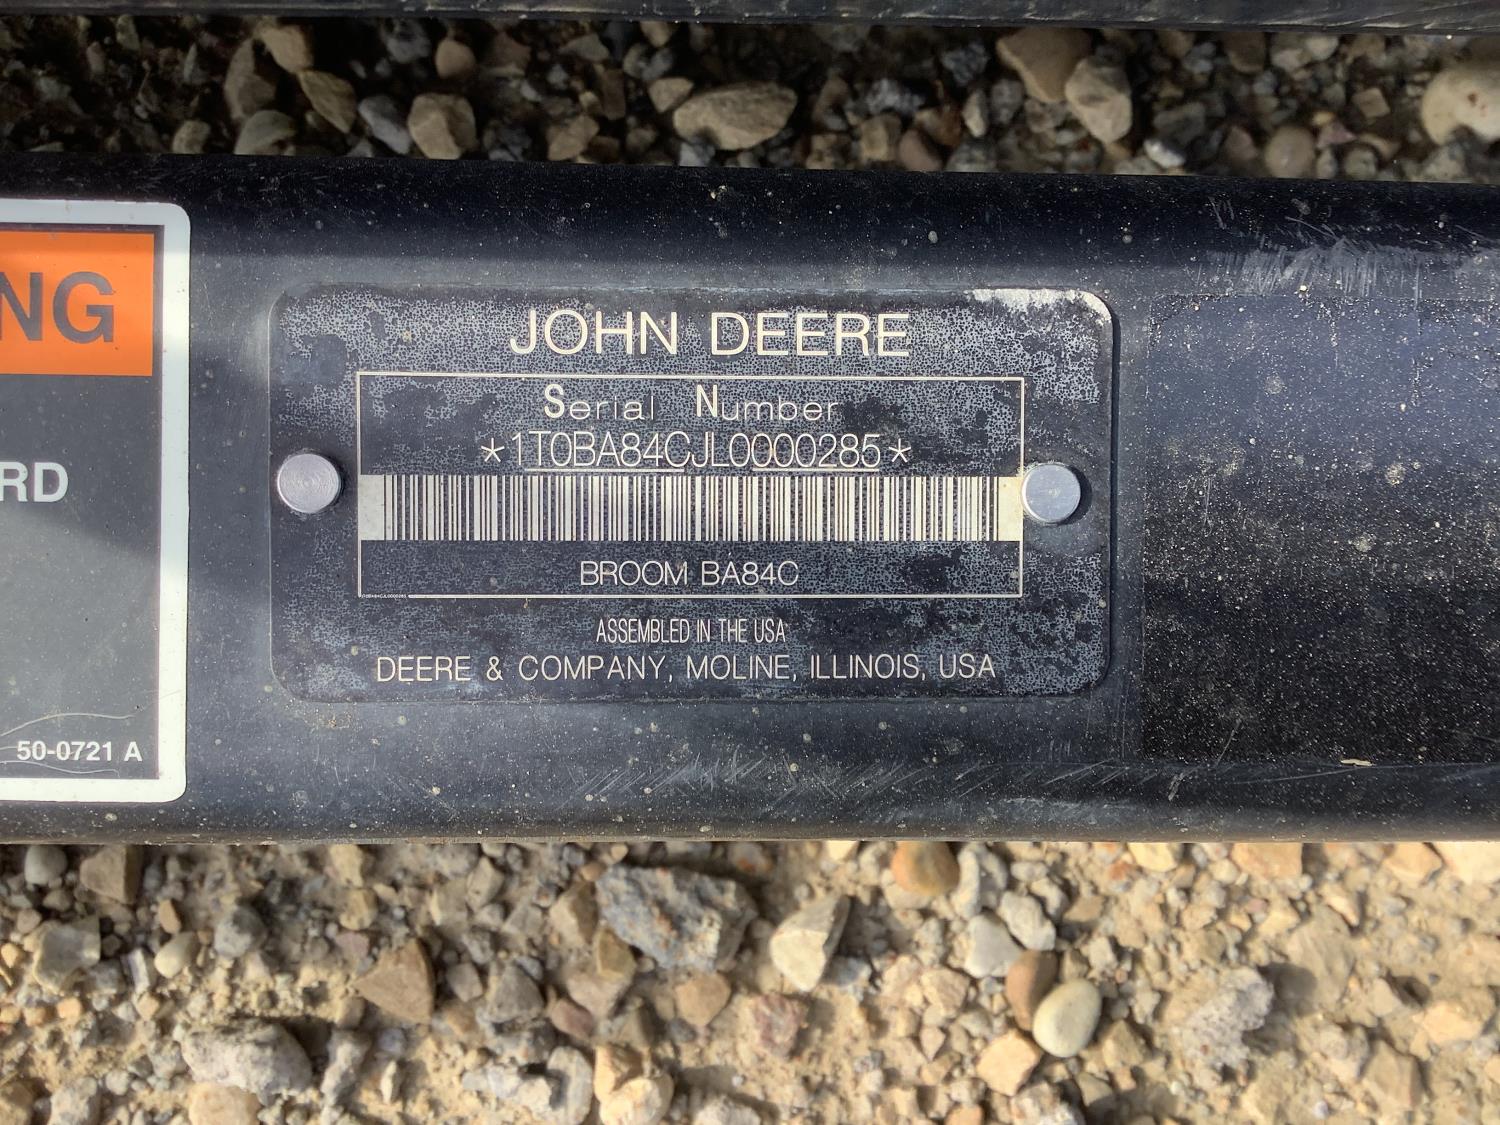 NG
RD
50-0721 A
JOHN DEERE
Serial Number
*1T0BA84CJL0000285*
BROOM BA84C
1T0BA84CJL0000285
ASSEMBLED IN THE USA
DEERE & COMPANY, MOLINE, ILLINOIS, USA